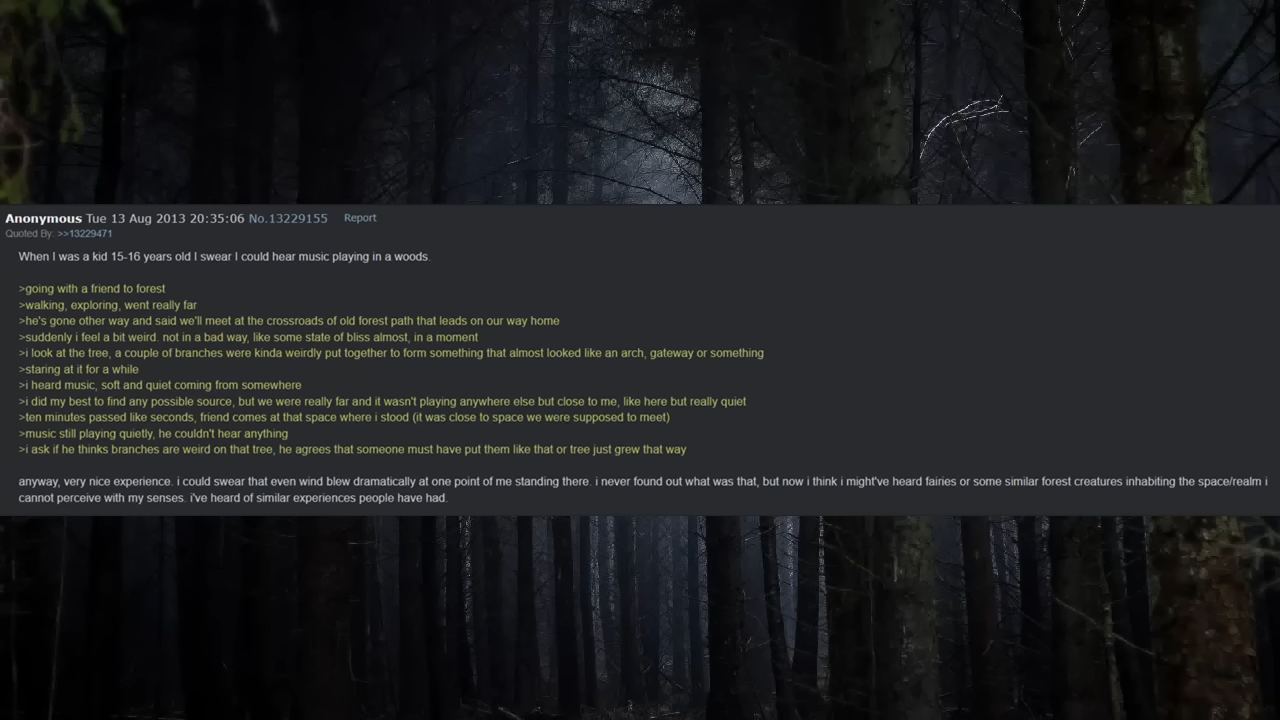 Anonymous Tue 13 Aug 2013 20:35:06 No.13229155 Report
Quoted By: >>13229471
When I was a kid 15-16 years old I swear I could hear music playing in a woods.
>going with a friend to forest
>walking, exploring, went really far
>he's gone other way and said we'll meet at the crossroads of old forest path that leads on our way home
>suddenly i feel a bit weird. not in a bad way, like some state of bliss almost, in a moment
>i look at the tree, a couple of branches were kinda weirdly put together to form something that almost looked like an arch, gateway or something
>staring at it for a while
>i heard music, soft and quiet coming from somewhere
>i did my best to find any possible source, but we were really far and it wasn't playing anywhere else but close to me, like here but really quiet
>ten minutes passed like seconds, friend comes at that space where i stood (it was close to space we were supposed to meet)
>music still playing quietly, he couldn't hear anything
>i ask if he thinks branches are weird on that tree, he agrees that someone must have put them like that or tree just grew that way
anyway, very nice experience. i could swear that even wind blew dramatically at one point of me standing there. i never found out what was that, but now i think i might've heard fairies or some similar forest creatures inhabiting the space/realm i
cannot perceive with my senses. i've heard of similar experiences people have had.